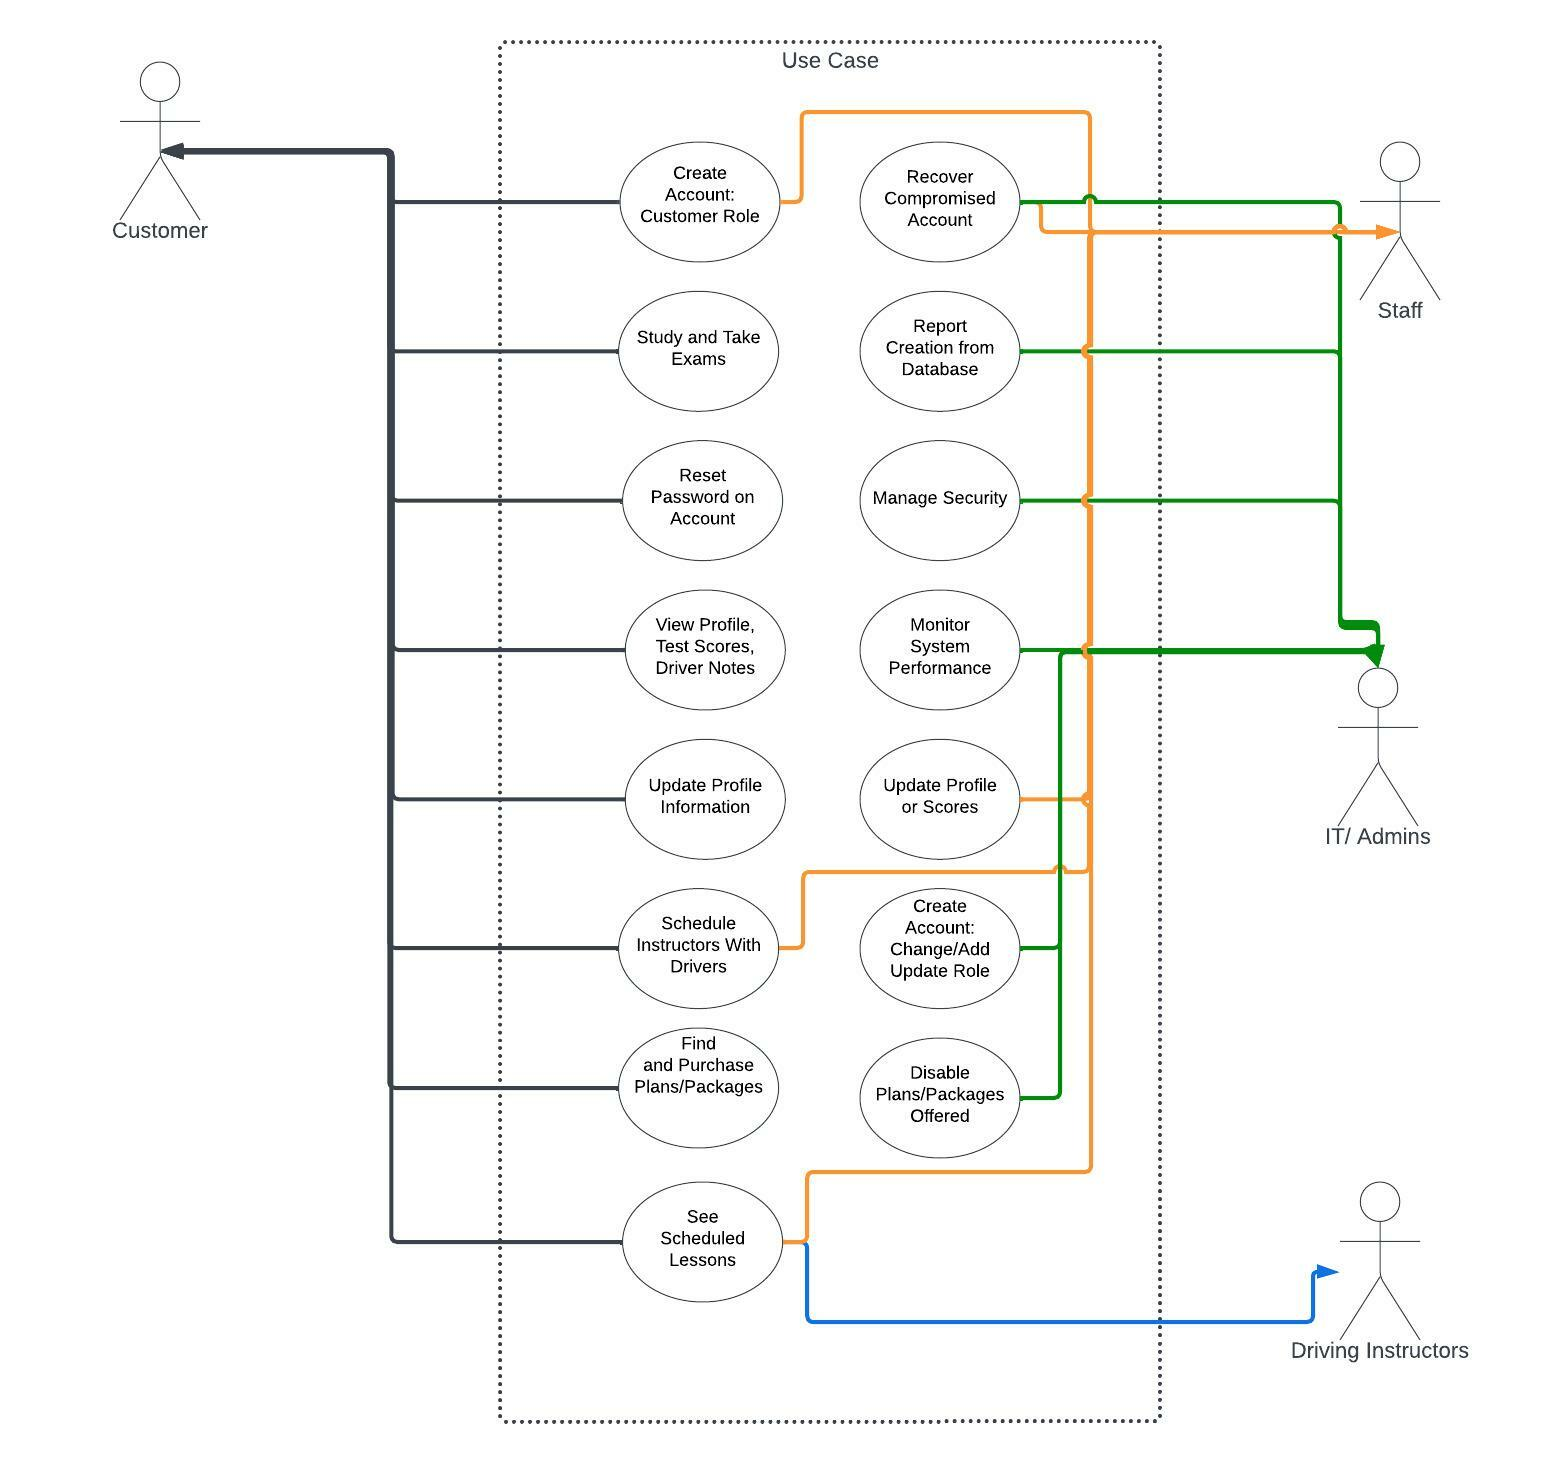 Use Case
Customer
Create
Account:
Customer Role
Recover
Compromised
Account
Staff
Study and Take
Exams
Report
Creation from
Database
Reset
Password on
Account
Manage Security
View Profile,
Test Scores,
Driver Notes
Monitor
System
Performance
Update Profile
Information
Update Profile
or Scores
IT/ Admins
Schedule
Instructors With
Drivers
Create
Account:
Change/Add
Update Role
Find
and Purchase
Plans/Packages
Disable
Plans/Packages
Offered
See
Scheduled
Lessons
Driving Instructors